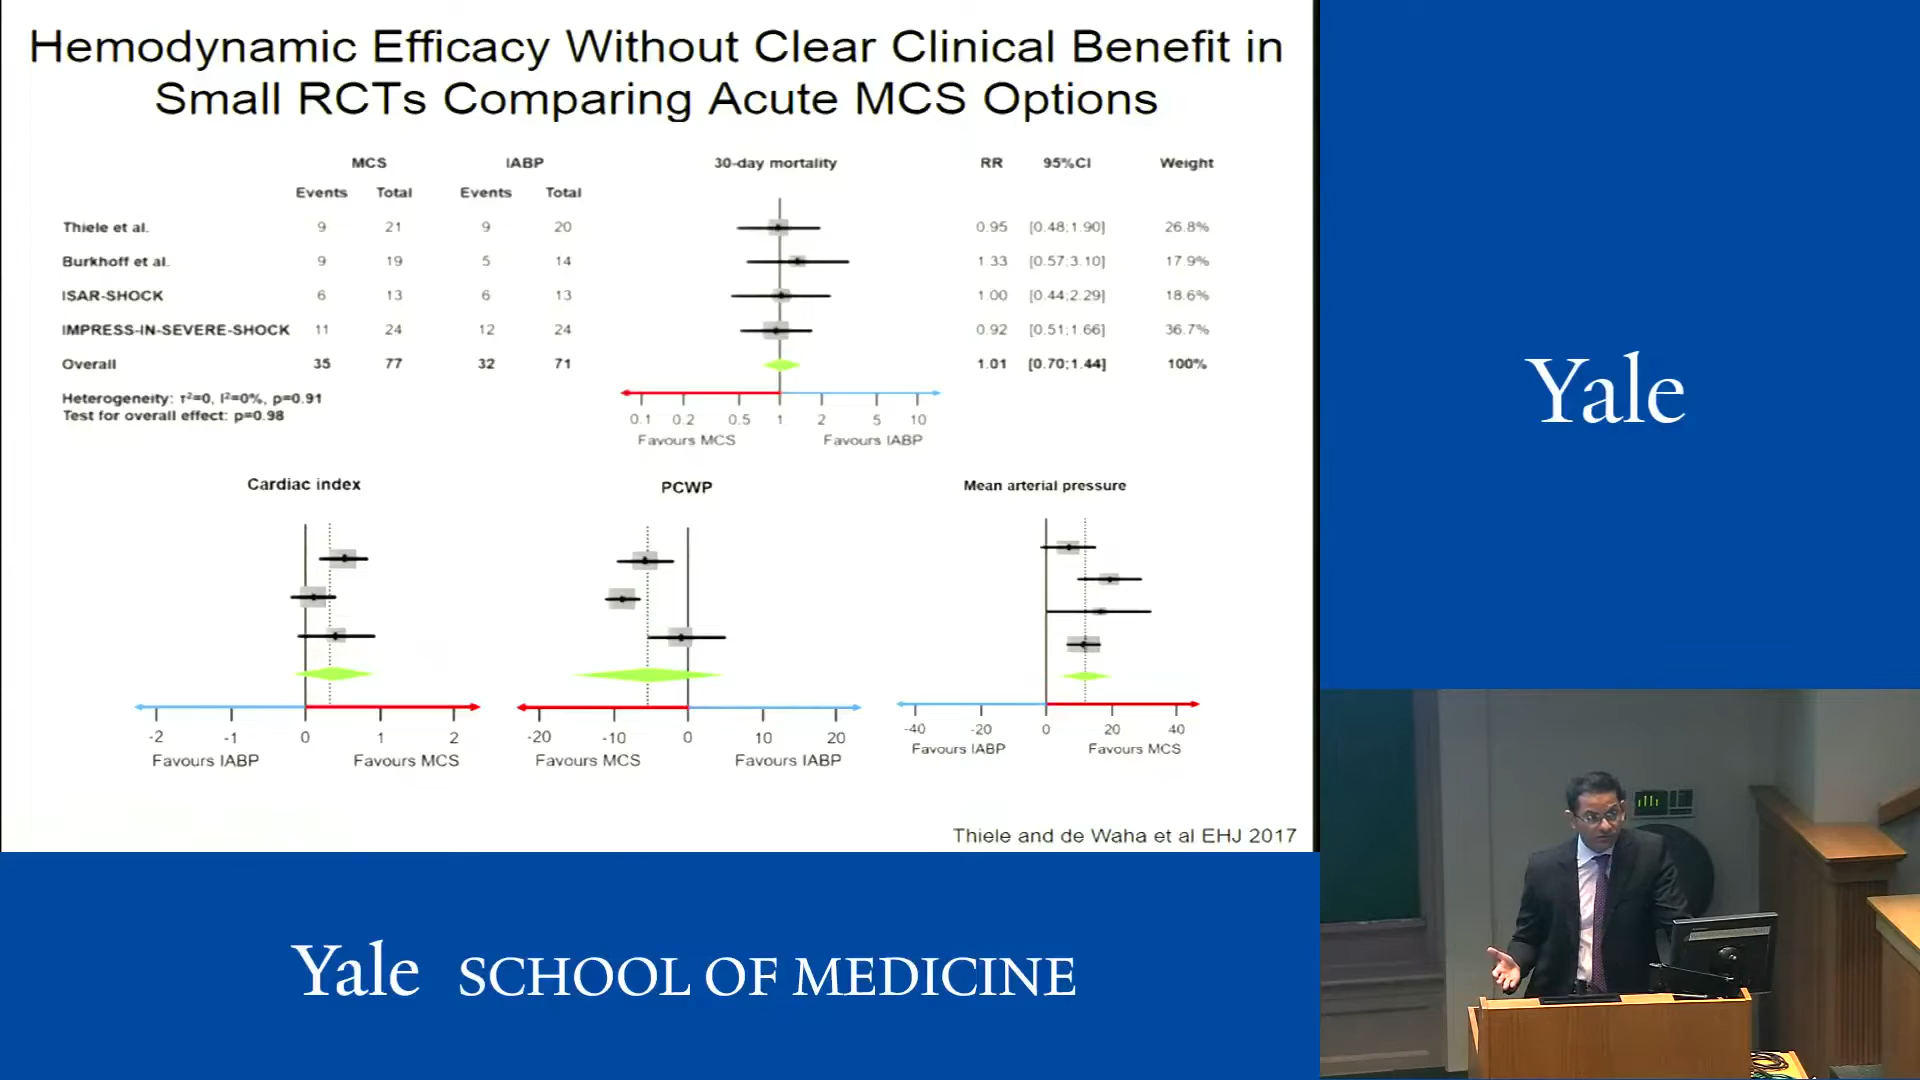 Hemodynamic Efficacy Without Clear Clinical Benefit in
Small RCTs Comparing Acute MCS Options
MCS IABP 30-day mortality RR 95%CI Weight
Events Total Events Total
Thiele et al. 9 21 9 20 0.95 [0.48;1.90] 26.8%
Burkhoff et al. 9 19 5 14 1.33 [0.57;3.10] 17.9%
ISAR-SHOCK 6 13 6 13 1.00 [0.44;2.29] 18.6%
IMPRESS-IN-SEVERE-SHOCK 11 24 12 24 0.92 [0.51;1.66] 36.7%
Overall 35 77 32 71 1.01 [0.70;1.44] 100%
Heterogeneity: τ²=0, I²=0%, p=0.91
Test for overall effect: p=0.98
0.1 0.2 0.5 1 2 5 10
Favours MCS Favours IABP
Cardiac index
-2 -1 0 1 2
Favours IABP Favours MCS
PCWP
-20 -10 0 10 20
Favours MCS Favours IABP
Mean arterial pressure
-40 -20 0 20 40
Favours IABP Favours MCS
Thiele and de Waha et al EHJ 2017
Yale
Yale SCHOOL OF MEDICINE